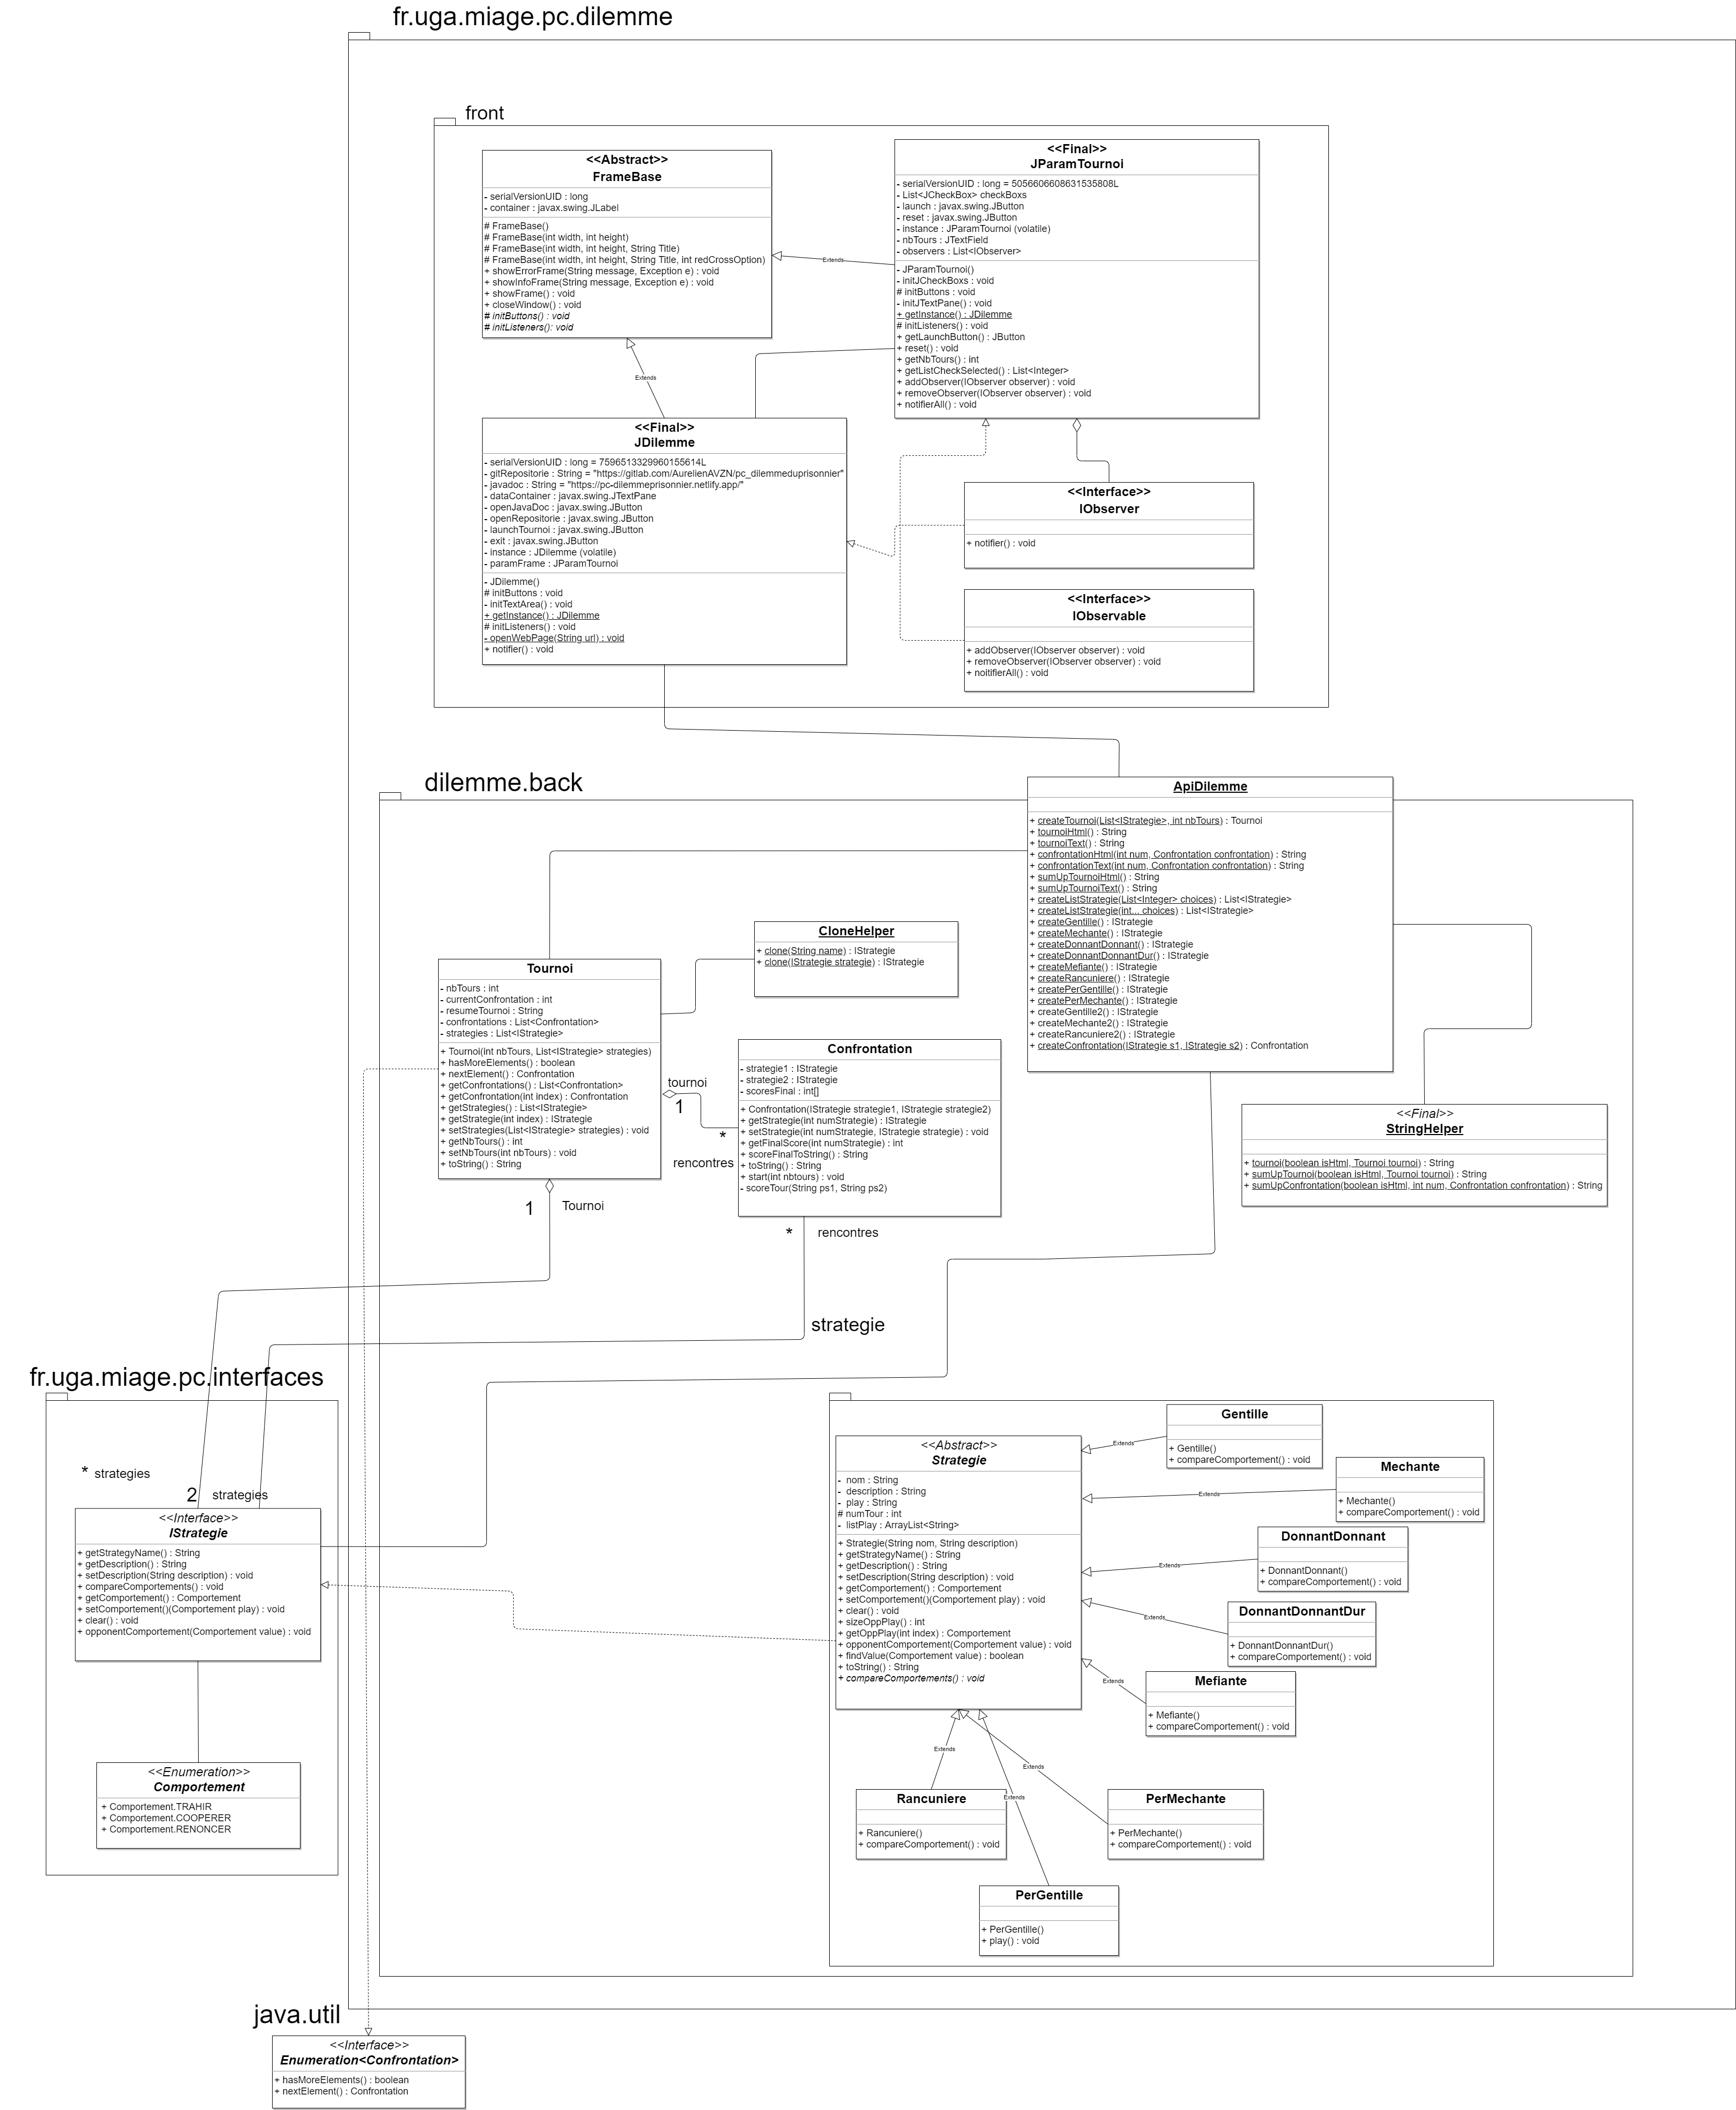 fr.uga.miage.pc.dilemme
front
<<Abstract>>
FrameBase
- serialVersionUID : long
- container : javax.swing.JLabel
# FrameBase()
# FrameBase(int width, int height)
# FrameBase(int width, int height, String Title)
# FrameBase(int width, int height, String Title, int redCrossOption)
+ showErrorFrame(String message, Exception e) : void
+ showInfoFrame(String message, Exception e) : void
+ showFrame() : void
+ closeWindow() : void
# initButtons() : void
# initListeners(): void
<<Final>>
JParamTournoi
- serialVersionUID : long = 5056606608631535808L
- List<JCheckBox> checkBoxs
- launch : javax.swing.JButton
- reset : javax.swing.JButton
- instance : JParamTournoi (volatile)
- nbTours : JTextField
- observers : List<IObserver>
- JParamTournoi()
- initJCheckBoxs : void
# initButtons : void
- initJTextPane() : void
+ getInstance() : JDilemme
# initListeners() : void
+ getLaunchButton() : JButton
+ reset() : void
+ getNbTours() : int
+ getListCheckSelected() : List<Integer>
+ addObserver(IObserver observer) : void
+ removeObserver(IObserver observer) : void
+ notifierAll() : void
Extends
Extends
<<Final>>
JDilemme
- serialVersionUID : long = 7596513329960155614L
- gitRepositorie : String = "https://gitlab.com/AurelienAVZN/pc_dilemmeduprisonnier"
- javadoc : String = "https://pc-dilemmeprisonnier.netlify.app/"
- dataContainer : javax.swing.JTextPane
- openJavaDoc : javax.swing.JButton
- openRepositorie : javax.swing.JButton
- launchTournoi : javax.swing.JButton
- exit : javax.swing.JButton
- instance : JDilemme (volatile)
- paramFrame : JParamTournoi
- JDilemme()
# initButtons : void
- initTextArea() : void
+ getInstance() : JDilemme
# initListeners() : void
- openWebPage(String url) : void
+ notifier() : void
<<Interface>>
IObserver
+ notifier() : void
<<Interface>>
IObservable
+ addObserver(IObserver observer) : void
+ removeObserver(IObserver observer) : void
+ noitifierAll() : void
dilemme.back
ApiDilemme
+ createTournoi(List<IStrategie>, int nbTours) : Tournoi
+ tournoiHtml() : String
+ tournoiText() : String
+ confrontationHtml(int num, Confrontation confrontation) : String
+ confrontationText(int num, Confrontation confrontation) : String
+ sumUpTournoiHtml() : String
+ sumUpTournoiText() : String
+ createListStrategie(List<Integer> choices) : List<IStrategie>
+ createListStrategie(int... choices) : List<IStrategie>
+ createGentille() : IStrategie
+ createMechante() : IStrategie
+ createDonnantDonnant() : IStrategie
+ createDonnantDonnantDur() : IStrategie
+ createMefiante() : IStrategie
+ createRancuniere() : IStrategie
+ createPerGentille() : IStrategie
+ createPerMechante() : IStrategie
+ createGentille2() : IStrategie
+ createMechante2() : IStrategie
+ createRancuniere2() : IStrategie
+ createConfrontation(IStrategie s1, IStrategie s2) : Confrontation
CloneHelper
+ clone(String name) : IStrategie
+ clone(IStrategie strategie) : IStrategie
Tournoi
- nbTours : int
- currentConfrontation : int
- resumeTournoi : String
- confrontations : List<Confrontation>
- strategies : List<IStrategie>
+ Tournoi(int nbTours, List<IStrategie> strategies)
+ hasMoreElements() : boolean
+ nextElement() : Confrontation
+ getConfrontations() : List<Confrontation>
+ getConfrontation(int index) : Confrontation
+ getStrategies() : List<IStrategie>
+ getStrategie(int index) : IStrategie
+ setStrategies(List<IStrategie> strategies) : void
+ getNbTours() : int
+ setNbTours(int nbTours) : void
+ toString() : String
tournoi
1
*
rencontres
Confrontation
- strategie1 : IStrategie
- strategie2 : IStrategie
- scoresFinal : int[]
+ Confrontation(IStrategie strategie1, IStrategie strategie2)
+ getStrategie(int numStrategie) : IStrategie
+ setStrategie(int numStrategie, IStrategie strategie) : void
+ getFinalScore(int numStrategie) : int
+ scoreFinalToString() : String
+ toString() : String
+ start(int nbtours) : void
- scoreTour(String ps1, String ps2)
<<Final>>
StringHelper
+ tournoi(boolean isHtml, Tournoi tournoi) : String
+ sumUpTournoi(boolean isHtml, Tournoi tournoi) : String
+ sumUpConfrontation(boolean isHtml, int num, Confrontation confrontation) : String
1 Tournoi
* rencontres
strategie
fr.uga.miage.pc.interfaces
* strategies
2 strategies
<<Interface>>
IStrategie
+ getStrategyName() : String
+ getDescription() : String
+ setDescription(String description) : void
+ compareComportements() : void
+ getComportement() : Comportement
+ setComportement()(Comportement play) : void
+ clear() : void
+ opponentComportement(Comportement value) : void
<<Enumeration>>
Comportement
+ Comportement.TRAHIR
+ Comportement.COOPERER
+ Comportement.RENONCER
<<Abstract>>
Strategie
- nom : String
- description : String
- play : String
# numTour : int
- listPlay : ArrayList<String>
+ Strategie(String nom, String description)
+ getStrategyName() : String
+ getDescription() : String
+ setDescription(String description) : void
+ getComportement() : Comportement
+ setComportement()(Comportement play) : void
+ clear() : void
+ sizeOppPlay() : int
+ getOppPlay(int index) : Comportement
+ opponentComportement(Comportement value) : void
+ findValue(Comportement value) : boolean
+ toString() : String
+ compareComportements() : void
Gentille
+ Gentille()
+ compareComportement() : void
Extends
Mechante
+ Mechante()
+ compareComportement() : void
Extends
DonnantDonnant
+ DonnantDonnant()
+ compareComportement() : void
Extends
DonnantDonnantDur
+ DonnantDonnantDur()
+ compareComportement() : void
Extends
Mefiante
+ Mefiante()
+ compareComportement() : void
Extends
Extends
Extends
Extends
Rancuniere
+ Rancuniere()
+ compareComportement() : void
PerMechante
+ PerMechante()
+ compareComportement() : void
PerGentille
+ PerGentille()
+ play() : void
java.util
<<Interface>>
Enumeration<Confrontation>
+ hasMoreElements() : boolean
+ nextElement() : Confrontation